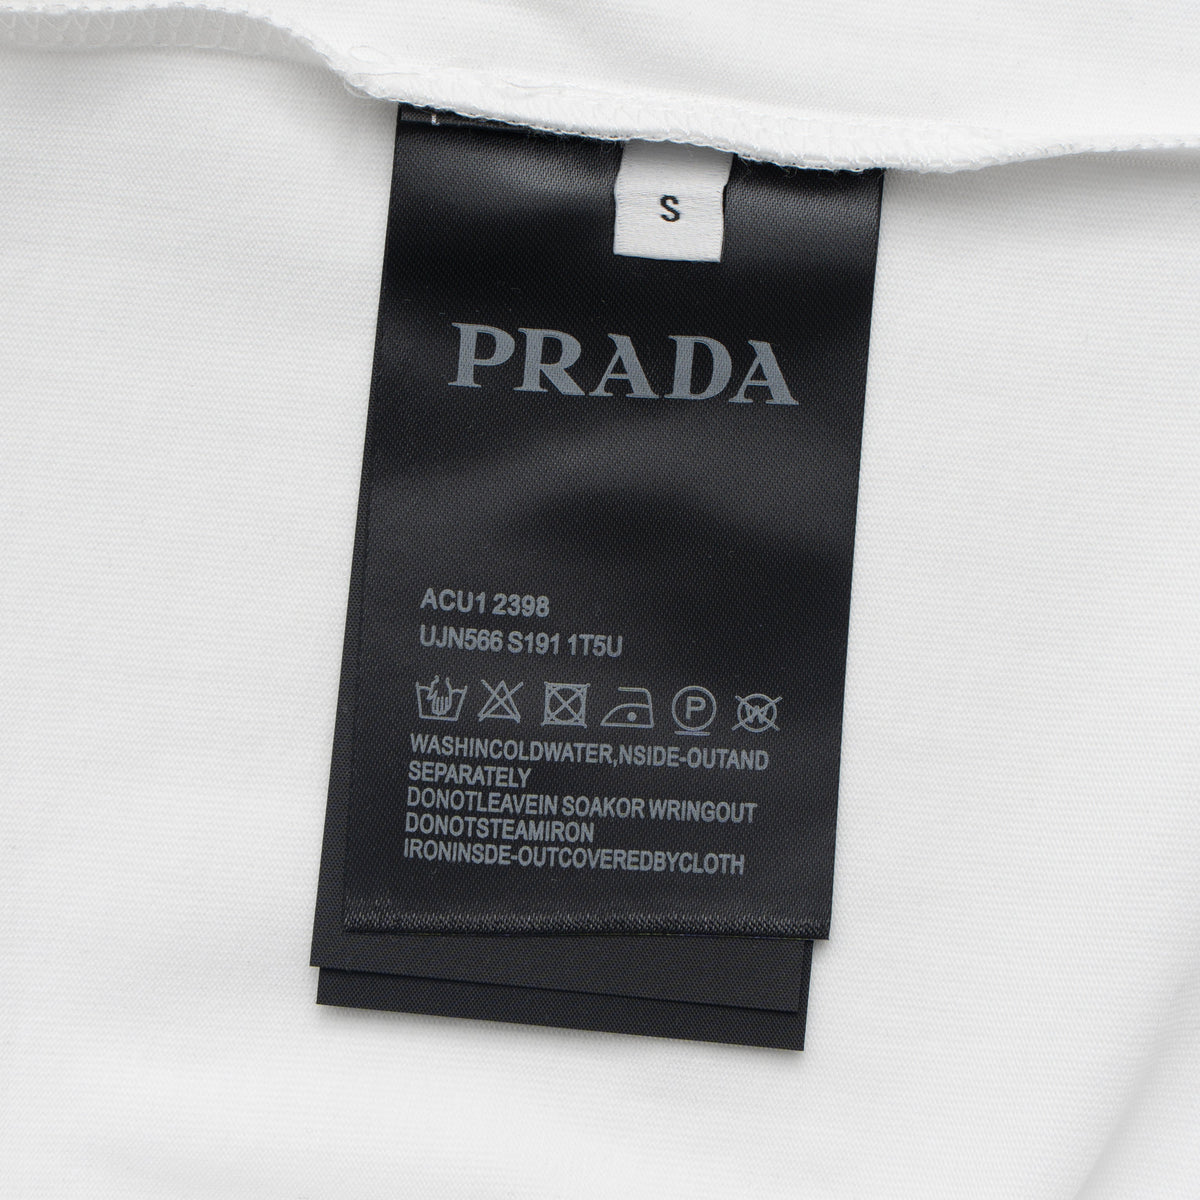 S
PRADA
ACU1 2398
UJN566 S191 1T5U
P W
WASHINCOLDWATER,NSIDE-OUTAND
SEPARATELY
DONOTLEAVEIN SOAKOR WRINGOUT
DONOTSTEAMIRON
IRONINSDE-OUTCOVEREDBYCLOTH